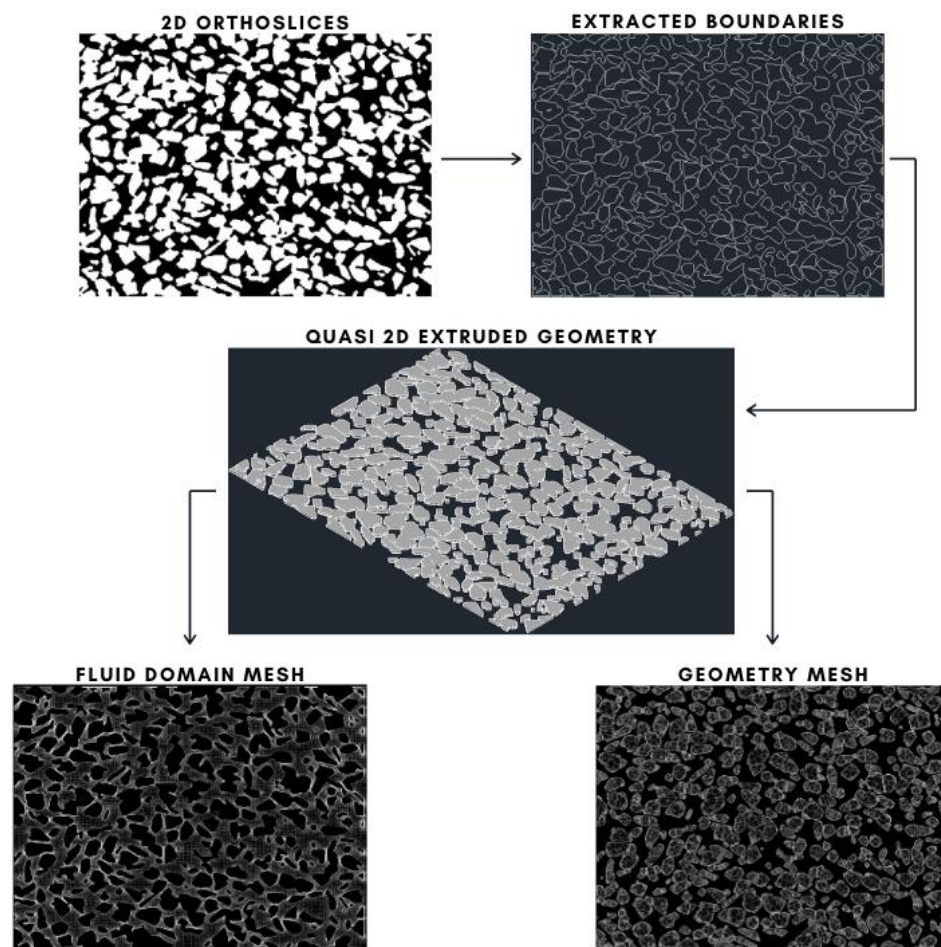 2D ORTHOSLICES
EXTRACTED BOUNDARIES
QUASI 2D EXTRUDED GEOMETRY
FLUID DOMAIN MESH
GEOMETRY MESH